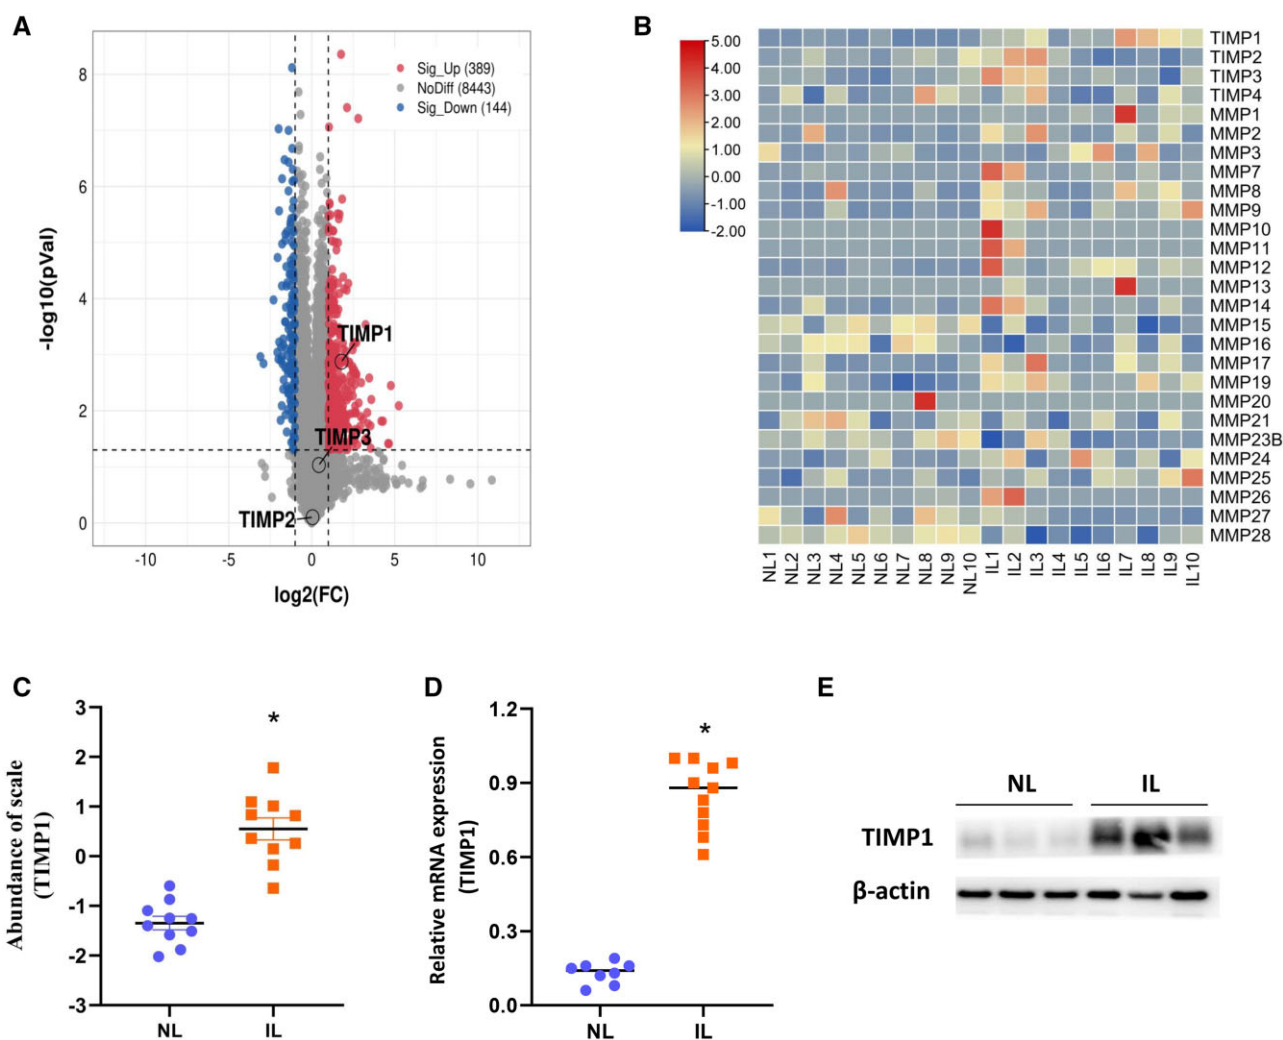 A
Sig_Up (389)
NoDiff (8443)
Sig_Down (144)
TIMP1
TIMP3
TIMP2
8
6
4
2
0
-10
-5
0
5
10
-log10(pVal)
log2(FC)
B
5.00
4.00
3.00
2.00
1.00
0.00
-1.00
-2.00
TIMP1
TIMP2
TIMP3
TIMP4
MMP1
MMP2
MMP3
MMP7
MMP8
MMP9
MMP10
MMP11
MMP12
MMP13
MMP14
MMP15
MMP16
MMP17
MMP19
MMP20
MMP21
MMP23B
MMP24
MMP25
MMP26
MMP27
MMP28
NL1
NL2
NL3
NL4
NL5
NL6
NL7
NL8
NL9
NL10
IL1
IL2
IL3
IL4
IL5
IL6
IL7
IL8
IL9
IL10
C
Abundance of scale
(TIMP1)
3
2
1
0
-1
-2
-3
*
NL
IL
D
Relative mRNA expression
(TIMP1)
1.2
0.9
0.6
0.3
0.0
*
NL
IL
E
NL
IL
TIMP1
β-actin